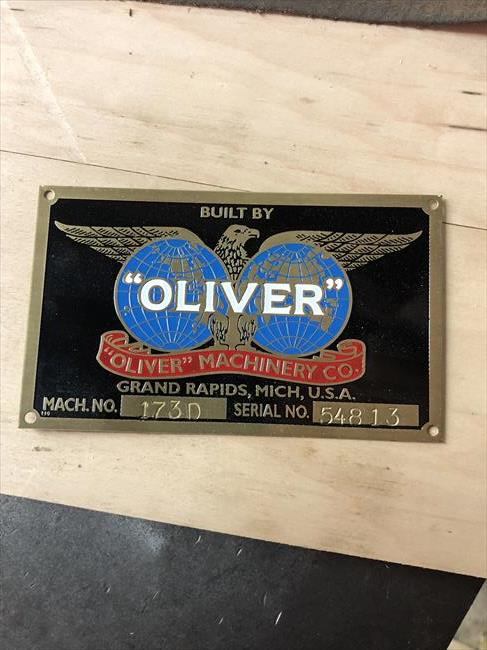 BUILT BY
"OLIVER"
"OLIVER" MACHINERY CO.
GRAND RAPIDS, MICH, U.S.A.
MACH. NO. 173D SERIAL NO. 54813